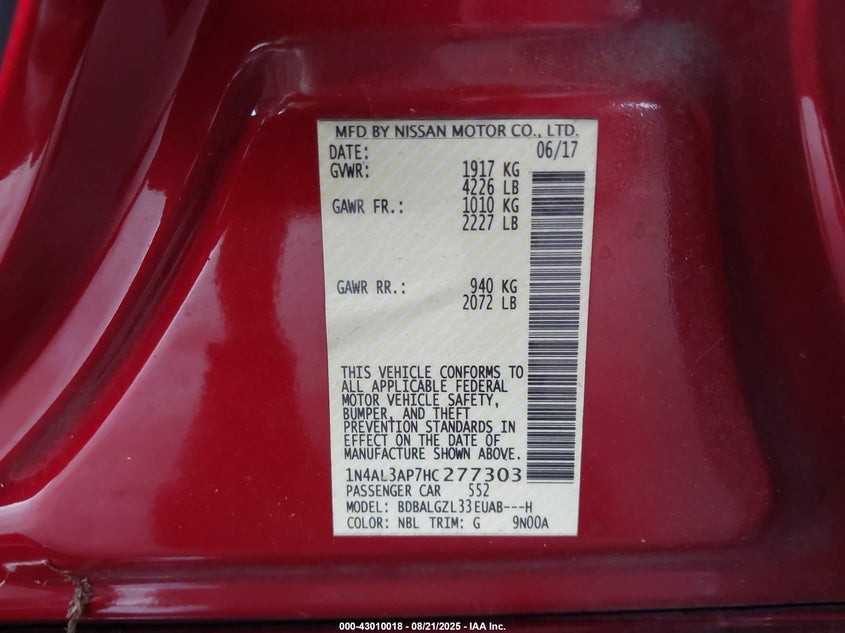 MFD BY NISSAN MOTOR CO., LTD.
DATE: 06/17
GVWR: 1917 KG
4226 LB
GAWR FR.: 1010 KG
2227 LB
GAWR RR.: 940 KG
2072 LB
THIS VEHICLE CONFORMS TO
ALL APPLICABLE FEDERAL
MOTOR VEHICLE SAFETY,
BUMPER, AND THEFT
PREVENTION STANDARDS IN
EFFECT ON THE DATE OF
MANUFACTURE SHOWN ABOVE.
1N4AL3AP7HC277303
PASSENGER CAR 552
MODEL: BDBALGZL33EUAB---H
COLOR: NBL TRIM: G 9N00A
000-43010018 - 08/21/2025 - IAA Inc.